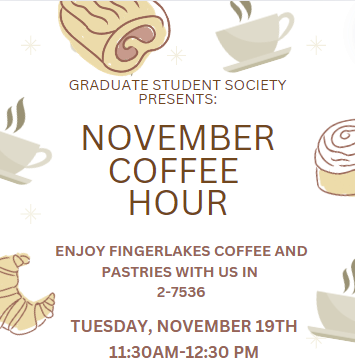 GRADUATE STUDENT SOCIETY
PRESENTS:
NOVEMBER
COFFEE
HOUR
ENJOY FINGERLAKES COFFEE AND
PASTRIES WITH US IN
2-7536
TUESDAY, NOVEMBER 19TH
11:30AM-12:30 PM